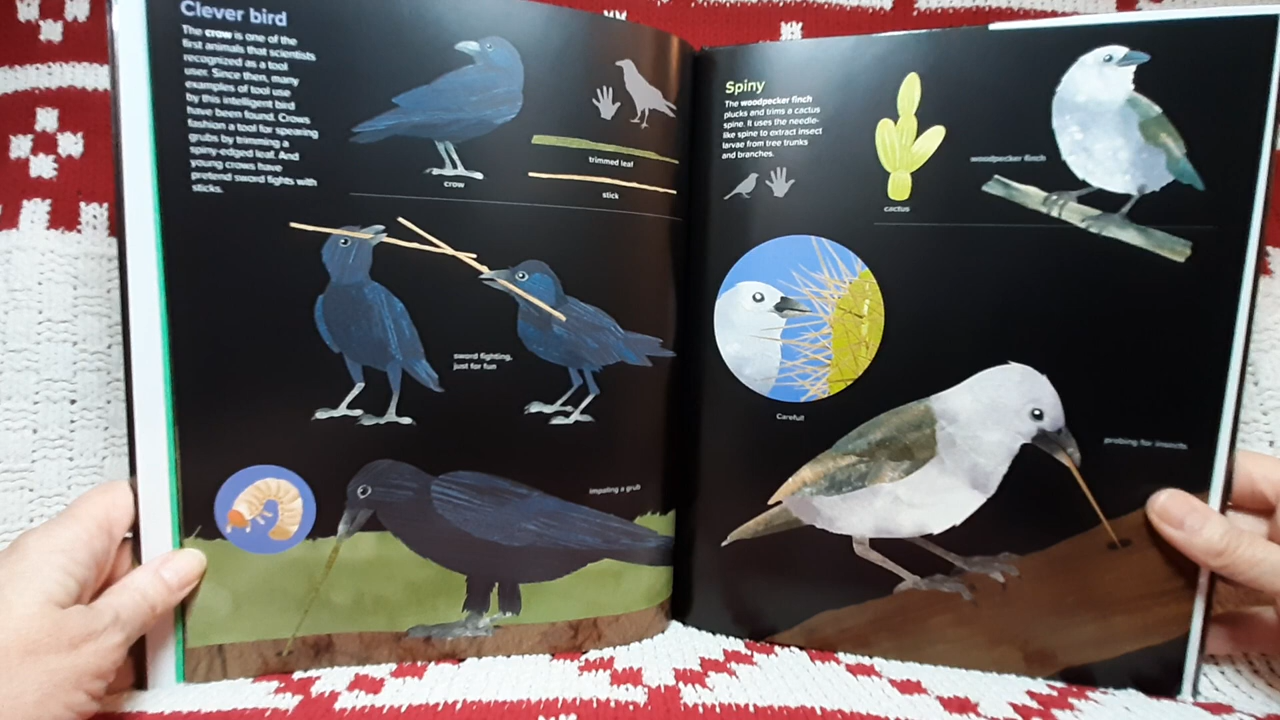 Clever bird
The crow is one of the
first animals that scientists
recognized as a tool
user. Since then, many
examples of tool use
by this intelligent bird
have been found. Crows
fashion a tool for spearing
grubs by trimming a
spiny-edged leaf. And
young crows have
pretend sword fights with
sticks.
crow
trimmed leaf
stick
sword fighting,
just for fun
impaling a grub
Spiny
The woodpecker finch
plucks and trims a cactus
spine. It uses the needle-
like spine to extract insect
larvae from tree trunks
and branches.
cactus
woodpecker finch
Careful!
probing for insects